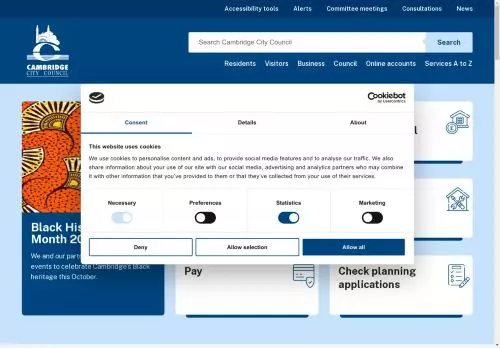 Accessibility tools Alerts Committee meetings Consultations News
CAMBRIDGE
CITY COUNCIL
Search Cambridge City Council
Search
Residents Visitors Business Council Online accounts Services A to Z
Cookiebot
by Usercentrics
Consent Details About
This website uses cookies
We use cookies to personalise content and ads, to provide social media features and to analyse our traffic. We also
share information about your use of our site with our social media, advertising and analytics partners who may combine
it with other information that you've provided to them or that they've collected from your use of their services.
Necessary Preferences Statistics Marketing
Deny Allow selection Allow all
Black His
Month 20
We and our part
events to celebrate Cambridge's Black
heritage this October.
Pay
Check planning
applications